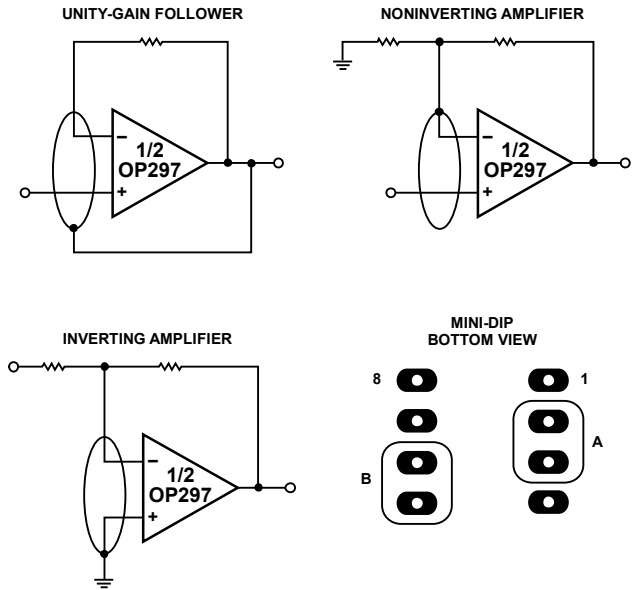 UNITY-GAIN FOLLOWER
−
1/2
OP297
+
NONINVERTING AMPLIFIER
−
1/2
OP297
+
INVERTING AMPLIFIER
−
1/2
OP297
+
MINI-DIP
BOTTOM VIEW
8
1
A
B